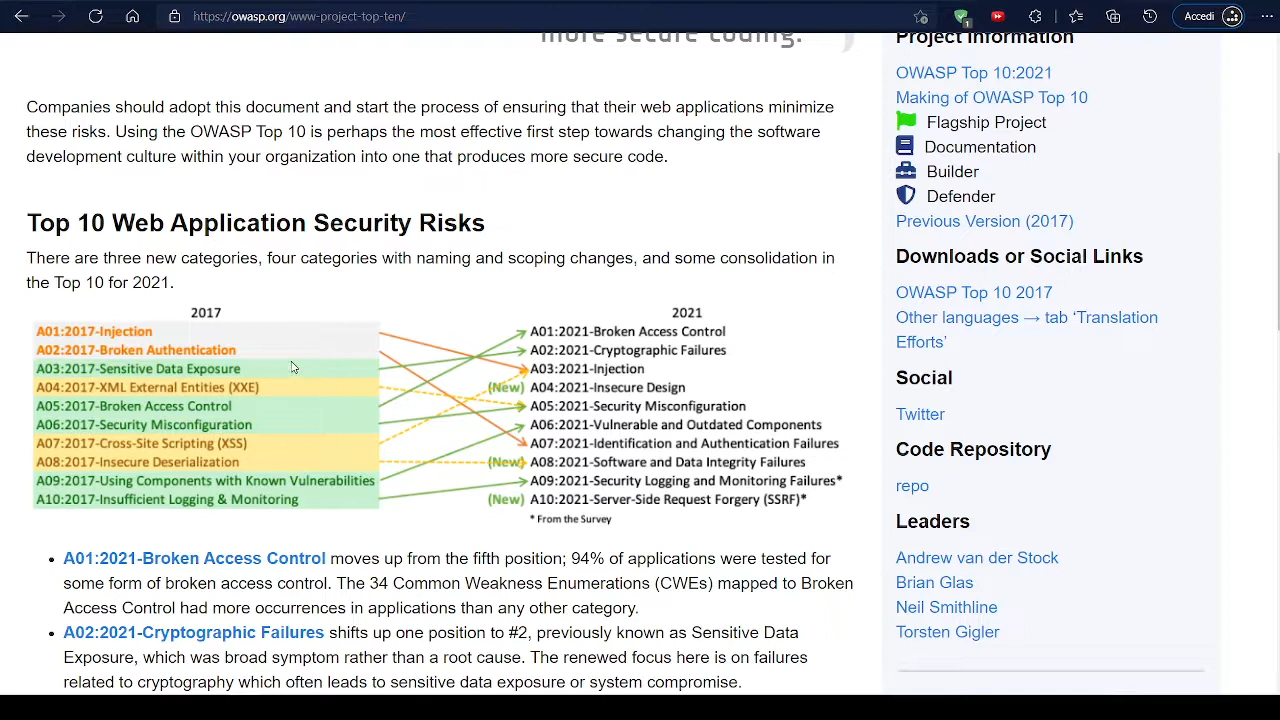 https://owasp.org/www-project-top-ten/
1
Accedi
more secure coding.
Companies should adopt this document and start the process of ensuring that their web applications minimize
these risks. Using the OWASP Top 10 is perhaps the most effective first step towards changing the software
development culture within your organization into one that produces more secure code.
Top 10 Web Application Security Risks
There are three new categories, four categories with naming and scoping changes, and some consolidation in
the Top 10 for 2021.
2017
A01:2017-Injection
A02:2017-Broken Authentication
A03:2017-Sensitive Data Exposure
A04:2017-XML External Entities (XXE)
A05:2017-Broken Access Control
A06:2017-Security Misconfiguration
A07:2017-Cross-Site Scripting (XSS)
A08:2017-Insecure Deserialization
A09:2017-Using Components with Known Vulnerabilities
A10:2017-Insufficient Logging & Monitoring
2021
A01:2021-Broken Access Control
A02:2021-Cryptographic Failures
A03:2021-Injection
(New) A04:2021-Insecure Design
A05:2021-Security Misconfiguration
A06:2021-Vulnerable and Outdated Components
A07:2021-Identification and Authentication Failures
(New) A08:2021-Software and Data Integrity Failures
A09:2021-Security Logging and Monitoring Failures*
(New) A10:2021-Server-Side Request Forgery (SSRF)*
* From the Survey
• A01:2021-Broken Access Control moves up from the fifth position; 94% of applications were tested for
some form of broken access control. The 34 Common Weakness Enumerations (CWEs) mapped to Broken
Access Control had more occurrences in applications than any other category.
• A02:2021-Cryptographic Failures shifts up one position to #2, previously known as Sensitive Data
Exposure, which was broad symptom rather than a root cause. The renewed focus here is on failures
related to cryptography which often leads to sensitive data exposure or system compromise.
Project Information
OWASP Top 10:2021
Making of OWASP Top 10
Flagship Project
Documentation
Builder
Defender
Previous Version (2017)
Downloads or Social Links
OWASP Top 10 2017
Other languages → tab ‘Translation
Efforts’
Social
Twitter
Code Repository
repo
Leaders
Andrew van der Stock
Brian Glas
Neil Smithline
Torsten Gigler